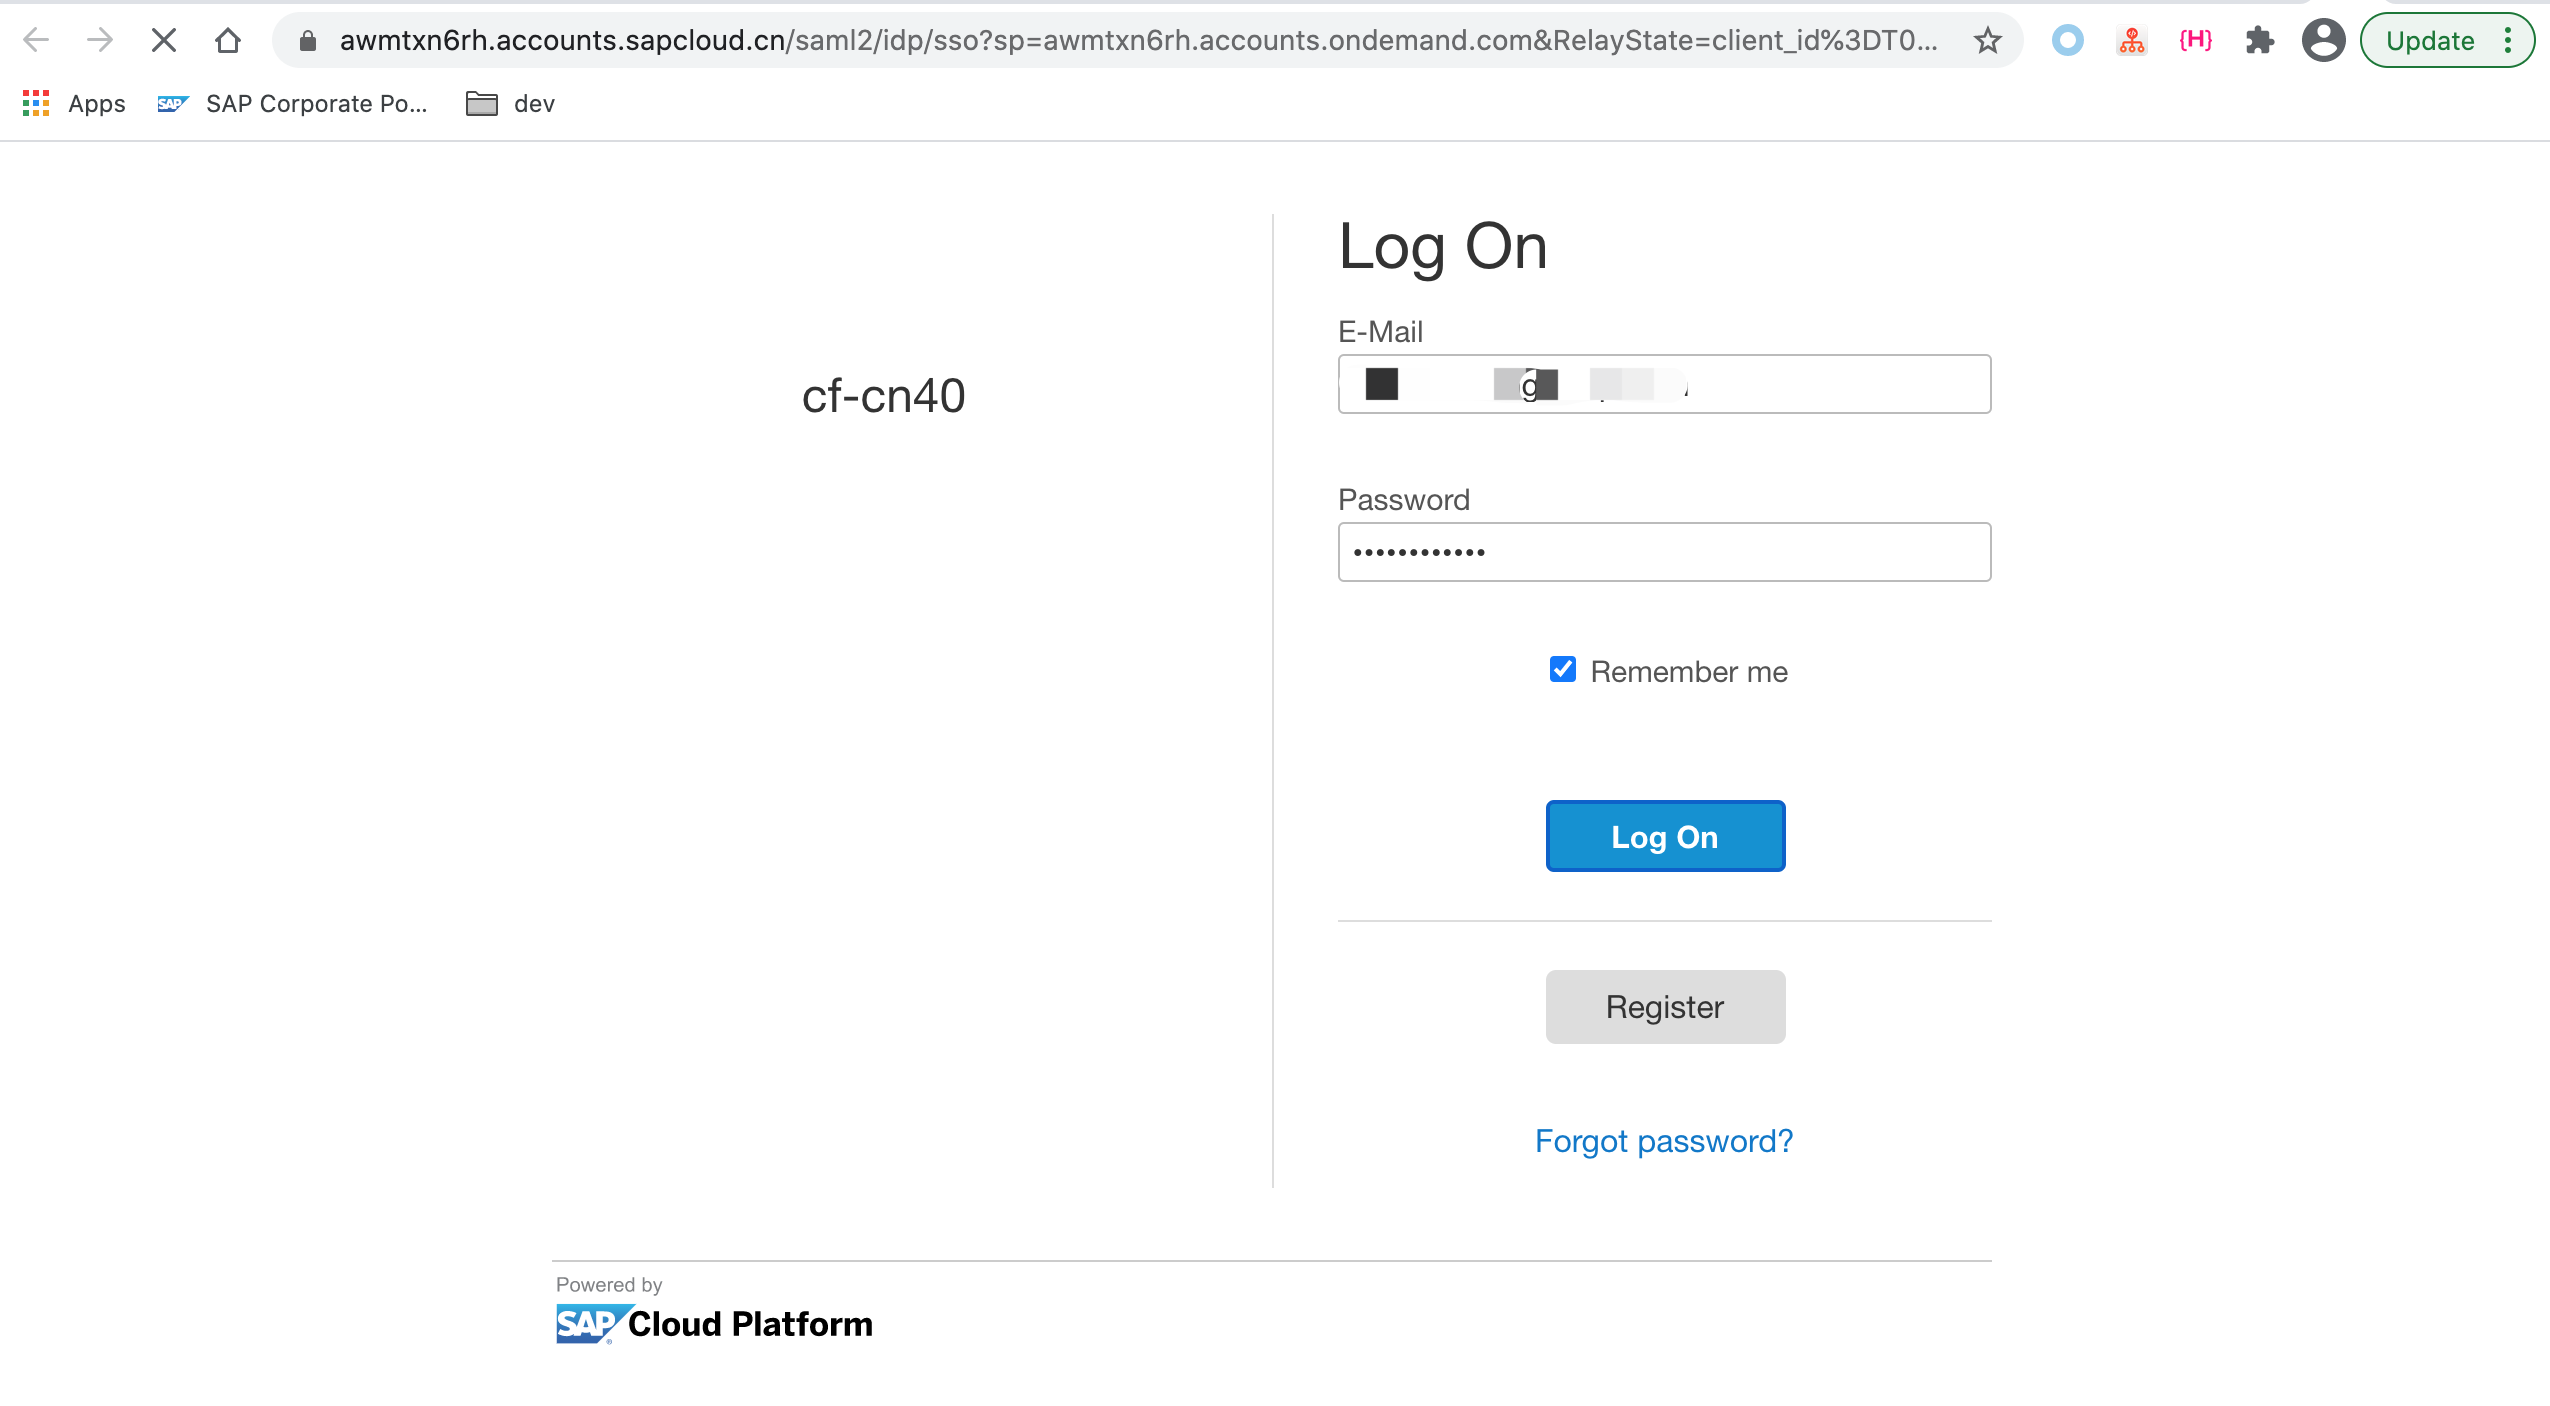 awmtxn6rh.accounts.sapcloud.cn/saml2/idp/sso?sp=awmtxn6rh.accounts.ondemand.com&RelayState=client_id%3DT0...
{H}
Update
Apps
SAP
SAP Corporate Po...
dev
Log On
E-Mail
cf-cn40
g
Password
••••••••••••
Remember me
Log On
Register
Forgot password?
Powered by
SAP® Cloud Platform